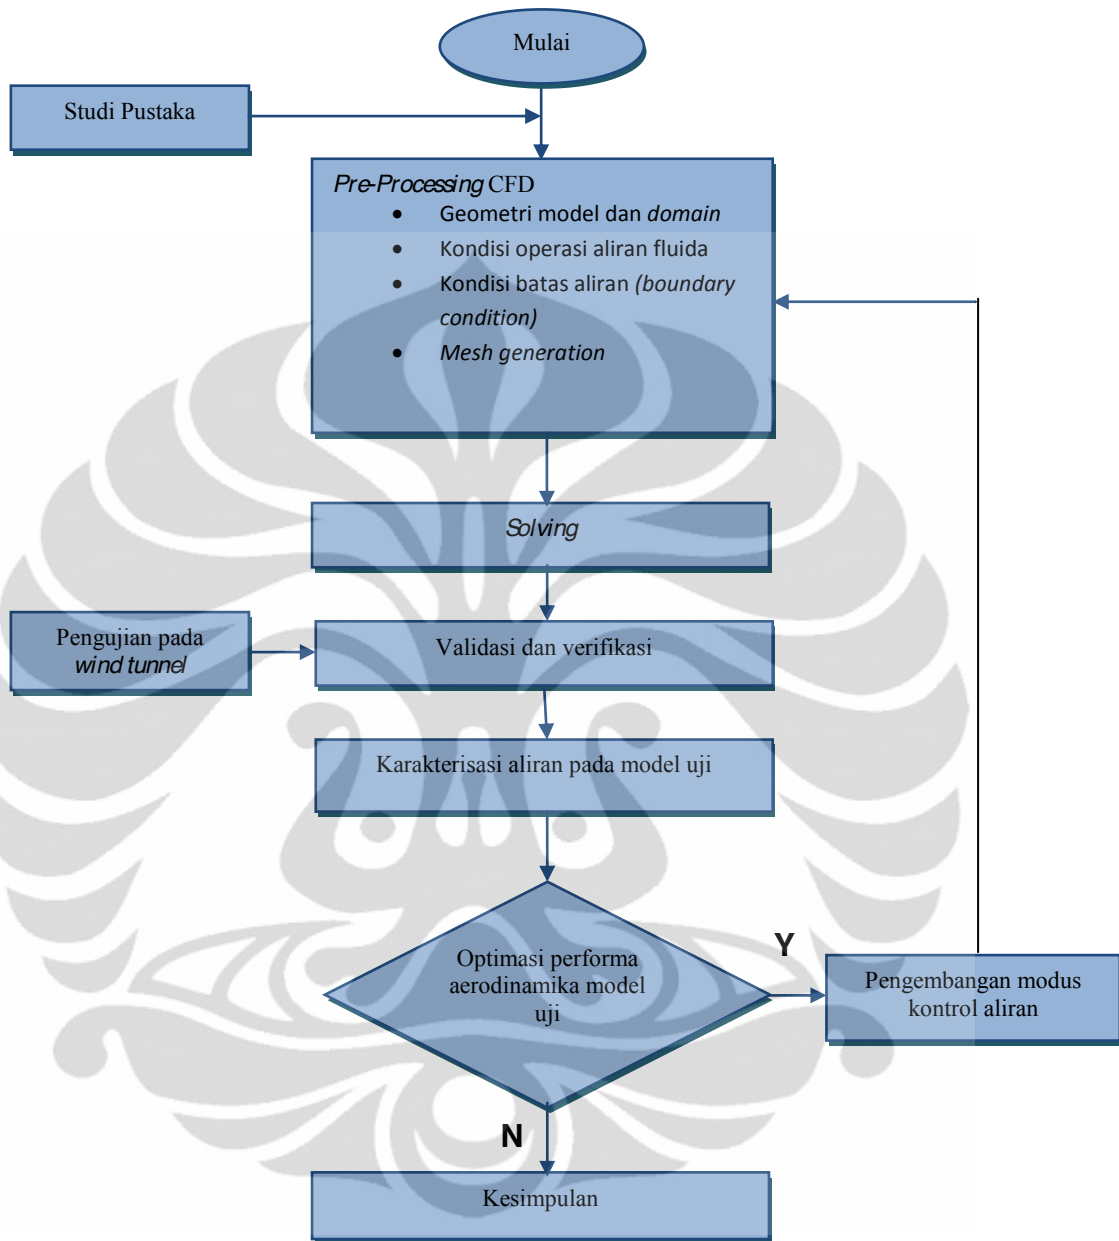 Mulai
Studi Pustaka
Pre-Processing CFD
• Geometri model dan domain
• Kondisi operasi aliran fluida
• Kondisi batas aliran (boundary
condition)
• Mesh generation
Solving
Pengujian pada
wind tunnel
Validasi dan verifikasi
Karakterisasi aliran pada model uji
Optimasi performa
aerodinamika model
uji
Y
Pengembangan modus
kontrol aliran
N
Kesimpulan